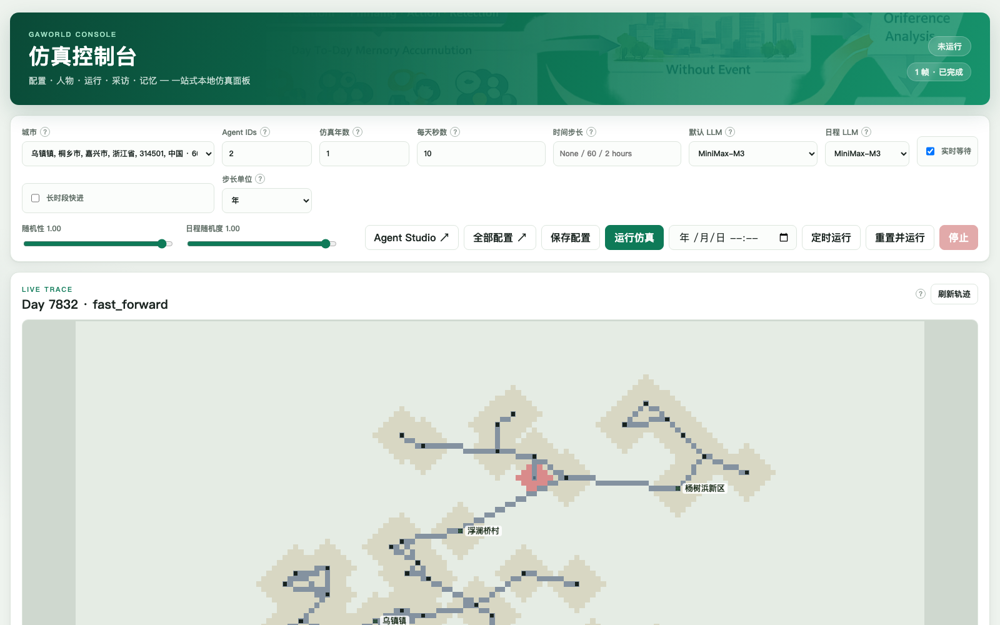 GAWORLD CONSOLE
仿真控制台
配置 · 人物 · 运行 · 采访 · 记忆 — 一站式本地仿真面板
Day-To-Day Memory Accurnubtion
Without Event
Oriference
Analysis
未运行
1 帧 · 已完成
城市 ?
乌镇镇, 桐乡市, 嘉兴市, 浙江省, 314501, 中国 · 6
Agent IDs ?
2
仿真年数 ?
1
每天秒数 ?
10
时间步长 ?
None / 60 / 2 hours
默认 LLM ?
MiniMax-M3
日程 LLM ?
MiniMax-M3
实时等待
长时段快进
步长单位 ?
年
随机性 1.00
日程随机度 1.00
Agent Studio ↗
全部配置 ↗
保存配置
运行仿真
年 /月/日 --:--
定时运行
重置并运行
停止
LIVE TRACE
Day 7832 · fast_forward
?
刷新轨迹
杨树浜新区
浮澜桥村
乌镇镇